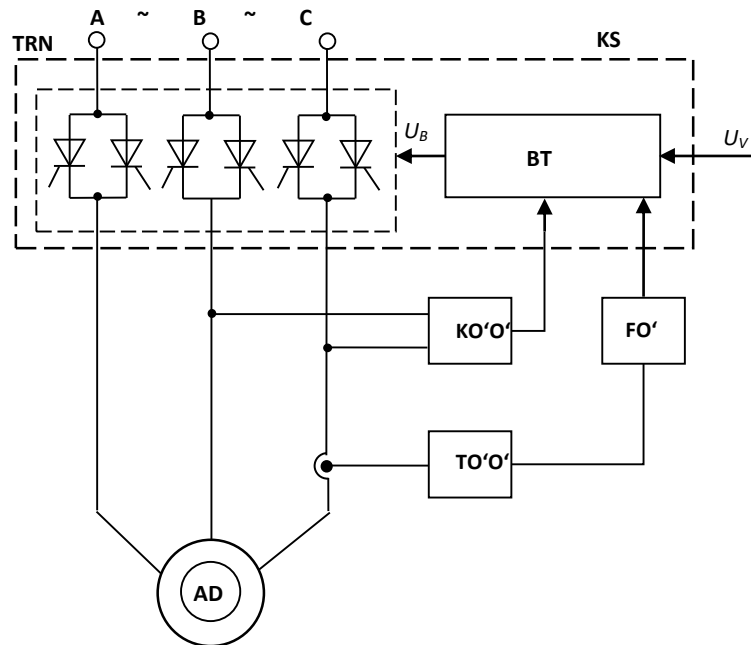 A ~ B ~ C
TRN KS
U_B U_V
BT
KO‘O‘ FO‘
TO‘O‘
AD